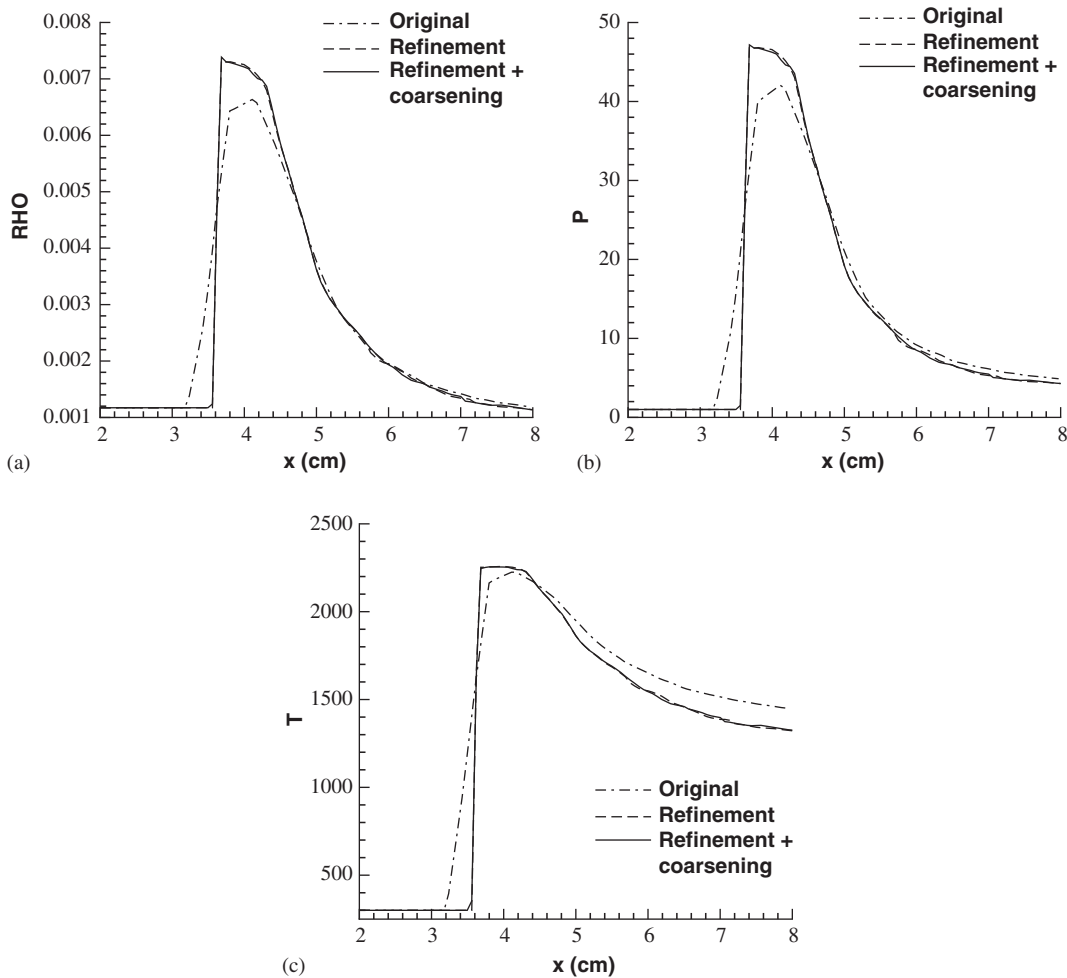 0.008
0.007
0.006
0.005
0.004
0.003
0.002
0.001
RHO
2 3 4 5 6 7 8
x (cm)
(a)
Original
Refinement
Refinement +
coarsening
50
40
30
20
10
0
P
2 3 4 5 6 7 8
x (cm)
(b)
Original
Refinement
Refinement +
coarsening
2500
2000
1500
1000
500
T
2 3 4 5 6 7 8
x (cm)
(c)
Original
Refinement
Refinement +
coarsening